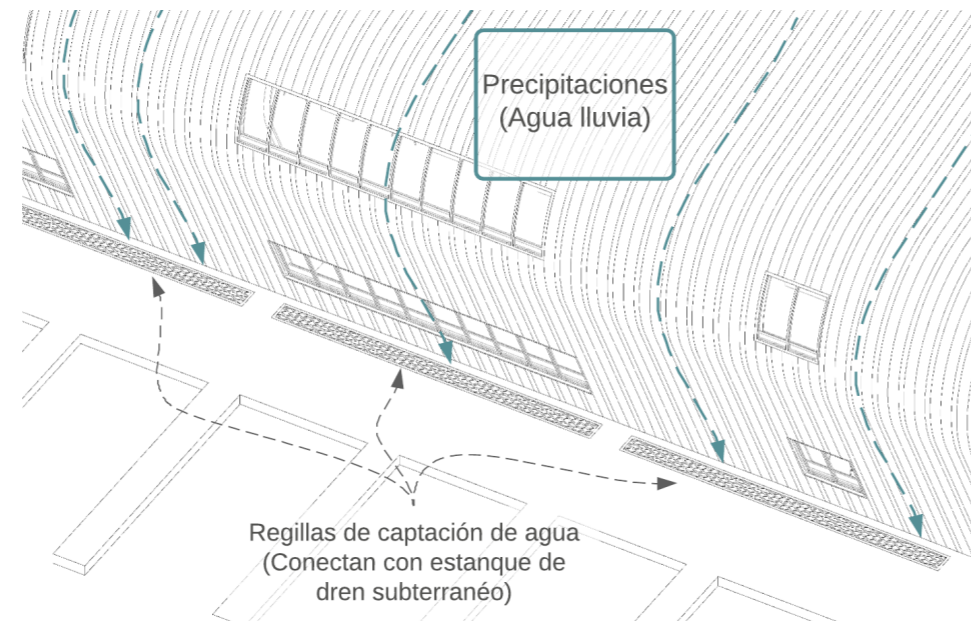 Precipitaciones
(Agua lluvia)
Regillas de captación de agua
(Conectan con estanque de
dren subterranéo)